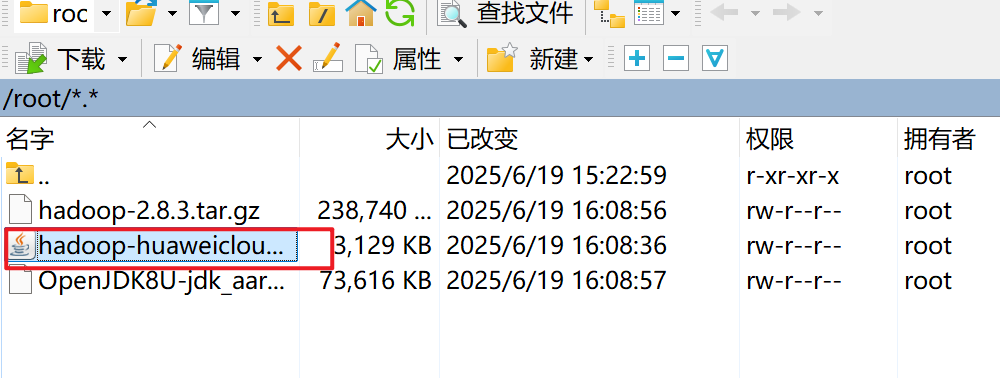 roc 查找文件
下载 编辑 属性 新建
/root/*.*
名字 大小 已改变 权限 拥有者
.. 2025/6/19 15:22:59 r-xr-xr-x root
hadoop-2.8.3.tar.gz 238,740 ... 2025/6/19 16:08:56 rw-r--r-- root
hadoop-huaweiclou... 3,129 KB 2025/6/19 16:08:36 rw-r--r-- root
OpenJDK8U-jdk_aar... 73,616 KB 2025/6/19 16:08:57 rw-r--r-- root